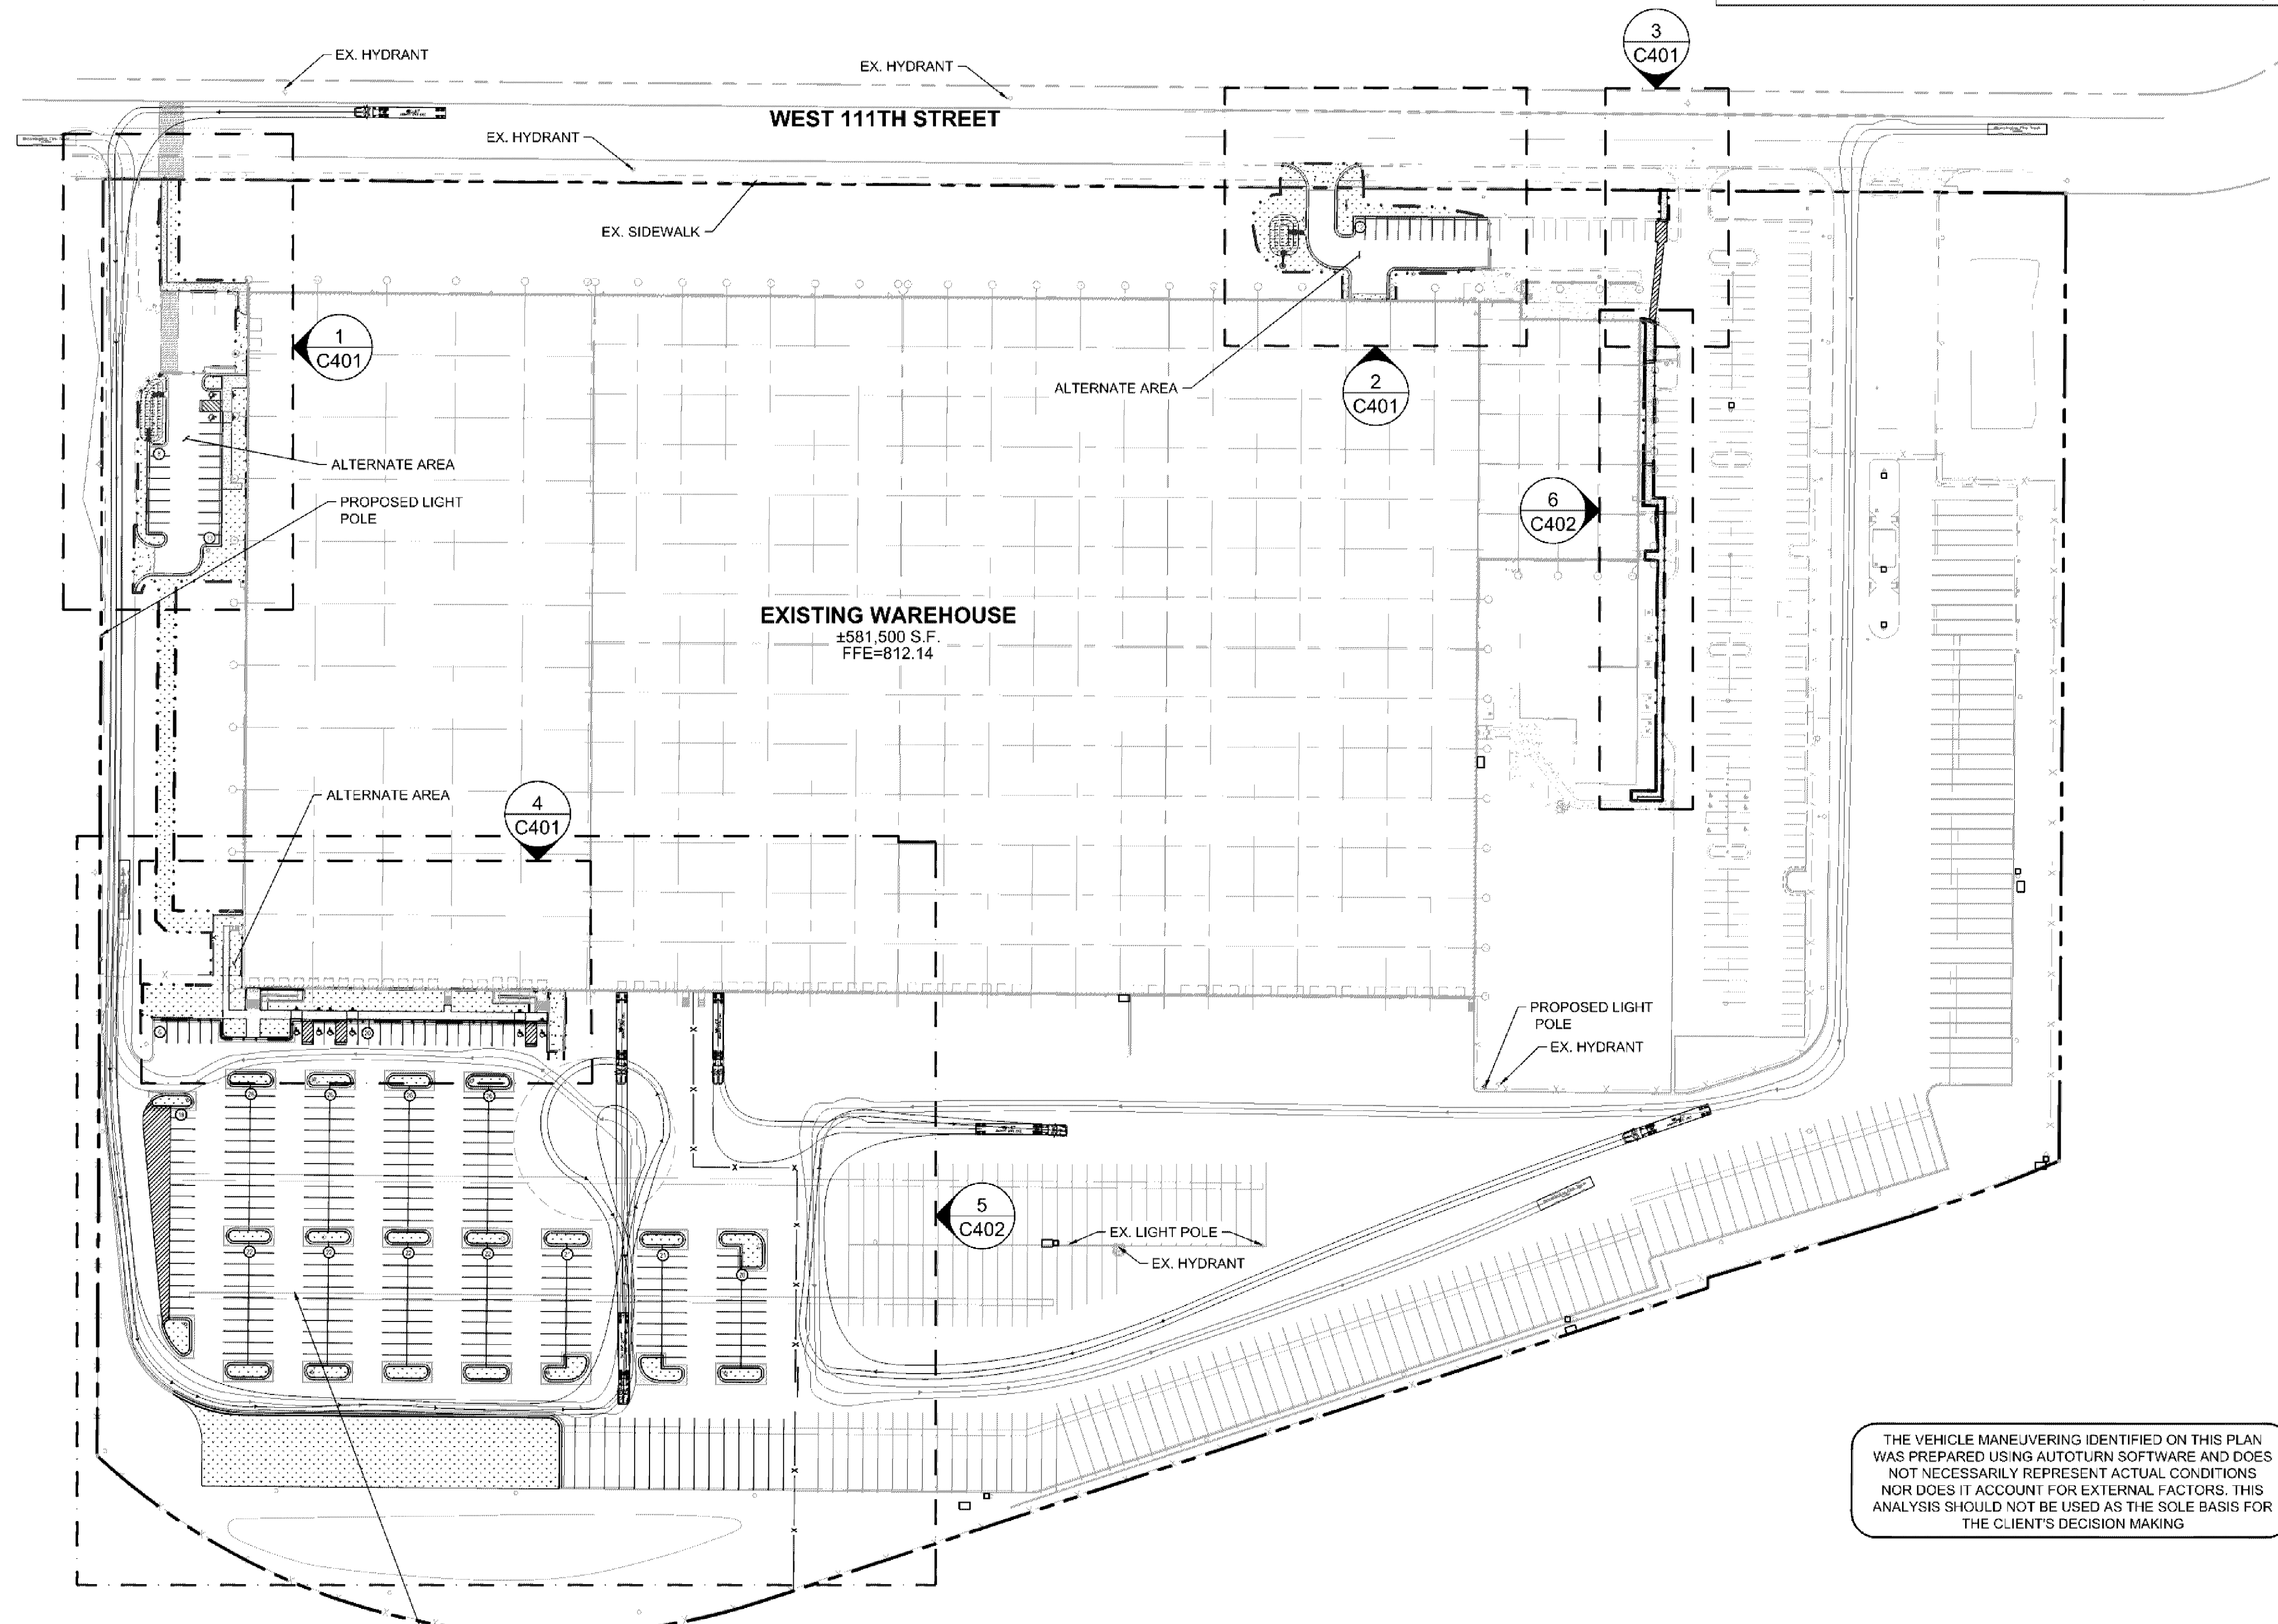 3
C401
EX. HYDRANT
EX. HYDRANT
WEST 111TH STREET
EX. HYDRANT
EX. SIDEWALK
1
C401
ALTERNATE AREA
2
C401
ALTERNATE AREA
PROPOSED LIGHT
POLE
6
C402
EXISTING WAREHOUSE
±581,500 S.F.
FFE=812.14
ALTERNATE AREA
4
C401
PROPOSED LIGHT
POLE
EX. HYDRANT
5
C402
EX. LIGHT POLE
EX. HYDRANT
THE VEHICLE MANEUVERING IDENTIFIED ON THIS PLAN
WAS PREPARED USING AUTOTURN SOFTWARE AND DOES
NOT NECESSARILY REPRESENT ACTUAL CONDITIONS
NOR DOES IT ACCOUNT FOR EXTERNAL FACTORS. THIS
ANALYSIS SHOULD NOT BE USED AS THE SOLE BASIS FOR
THE CLIENT'S DECISION MAKING